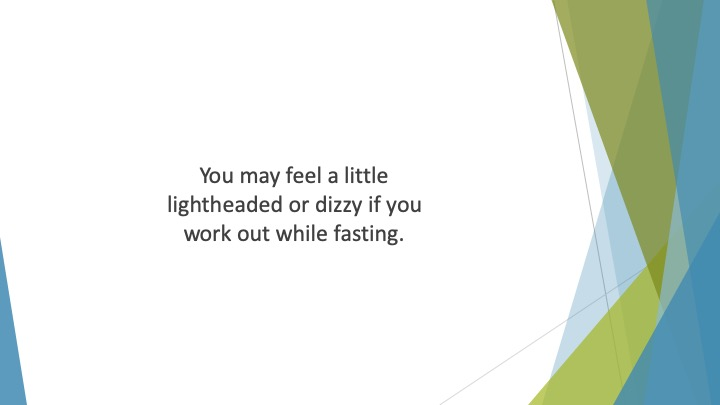 You may feel a little
lightheaded or dizzy if you
work out while fasting.